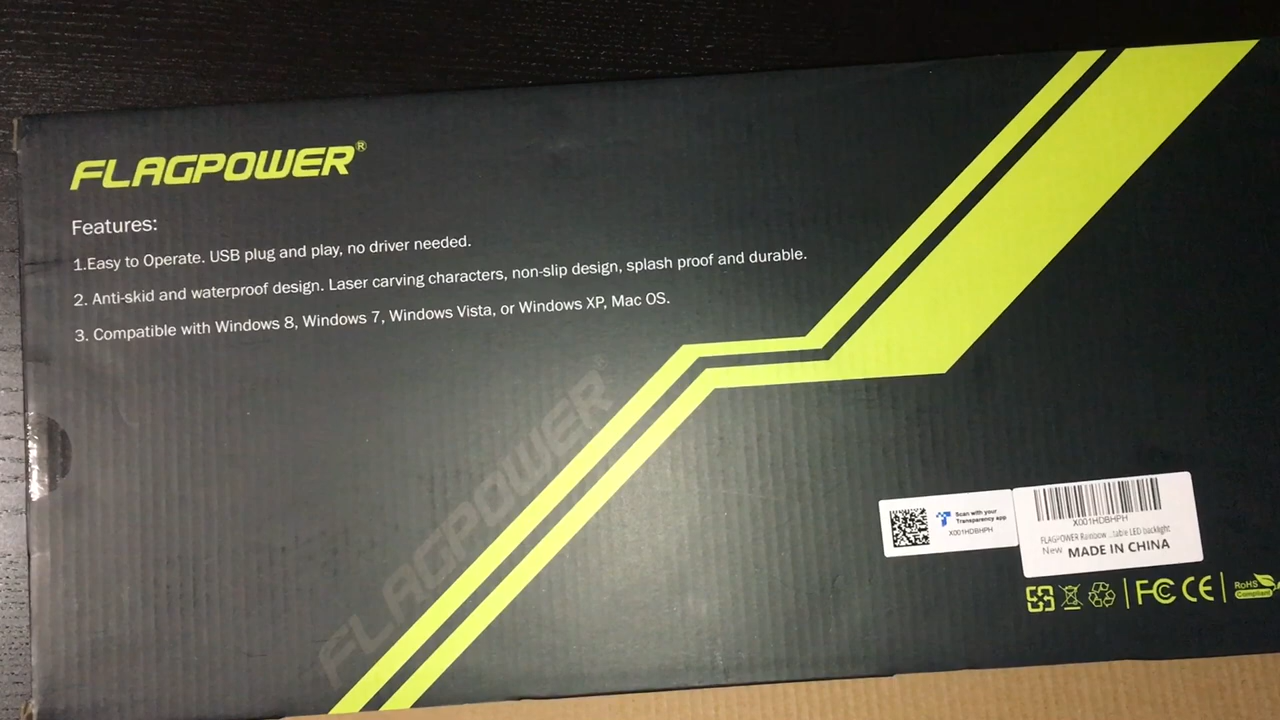 FLAGPOWER®
Features:
1.Easy to Operate. USB plug and play, no driver needed.
2. Anti-skid and waterproof design. Laser carving characters, non-slip design, splash proof and durable.
3. Compatible with Windows 8, Windows 7, Windows Vista, or Windows XP, Mac OS.
FLAGPOWER
Scan with your
Transparency app
X001HDBHPH
X001HDBHPH
FLAGPOWER Rainbow ...table LED backlight
New MADE IN CHINA
FC CE RoHS
Compliant